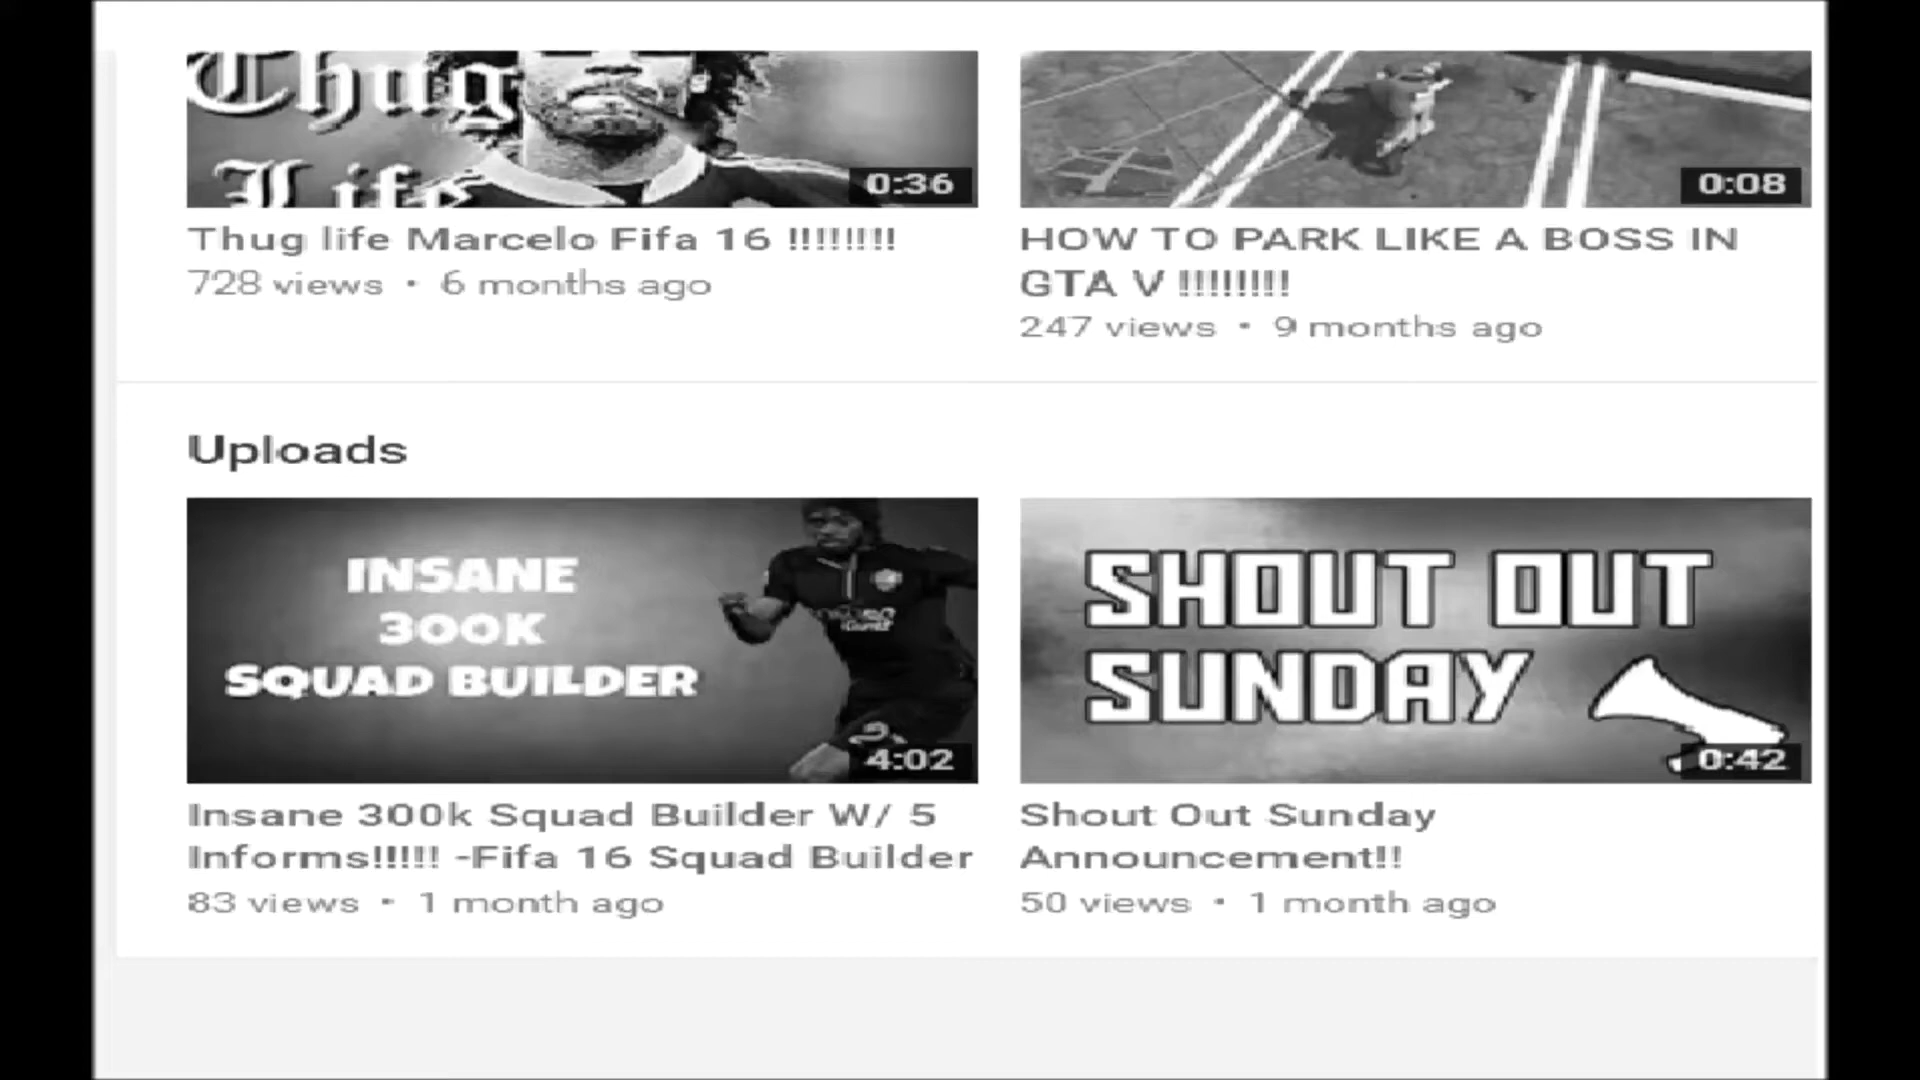 Thug
Life
0:36
0:08
Thug life Marcelo Fifa 16 !!!!!!!!
728 views • 6 months ago
HOW TO PARK LIKE A BOSS IN
GTA V !!!!!!!!
247 views • 9 months ago
Uploads
INSANE
300K
SQUAD BUILDER
4:02
SHOUT OUT
SUNDAY
0:42
Insane 300k Squad Builder W/ 5
Informs!!!!! -Fifa 16 Squad Builder
83 views • 1 month ago
Shout Out Sunday
Announcement!!
50 views • 1 month ago